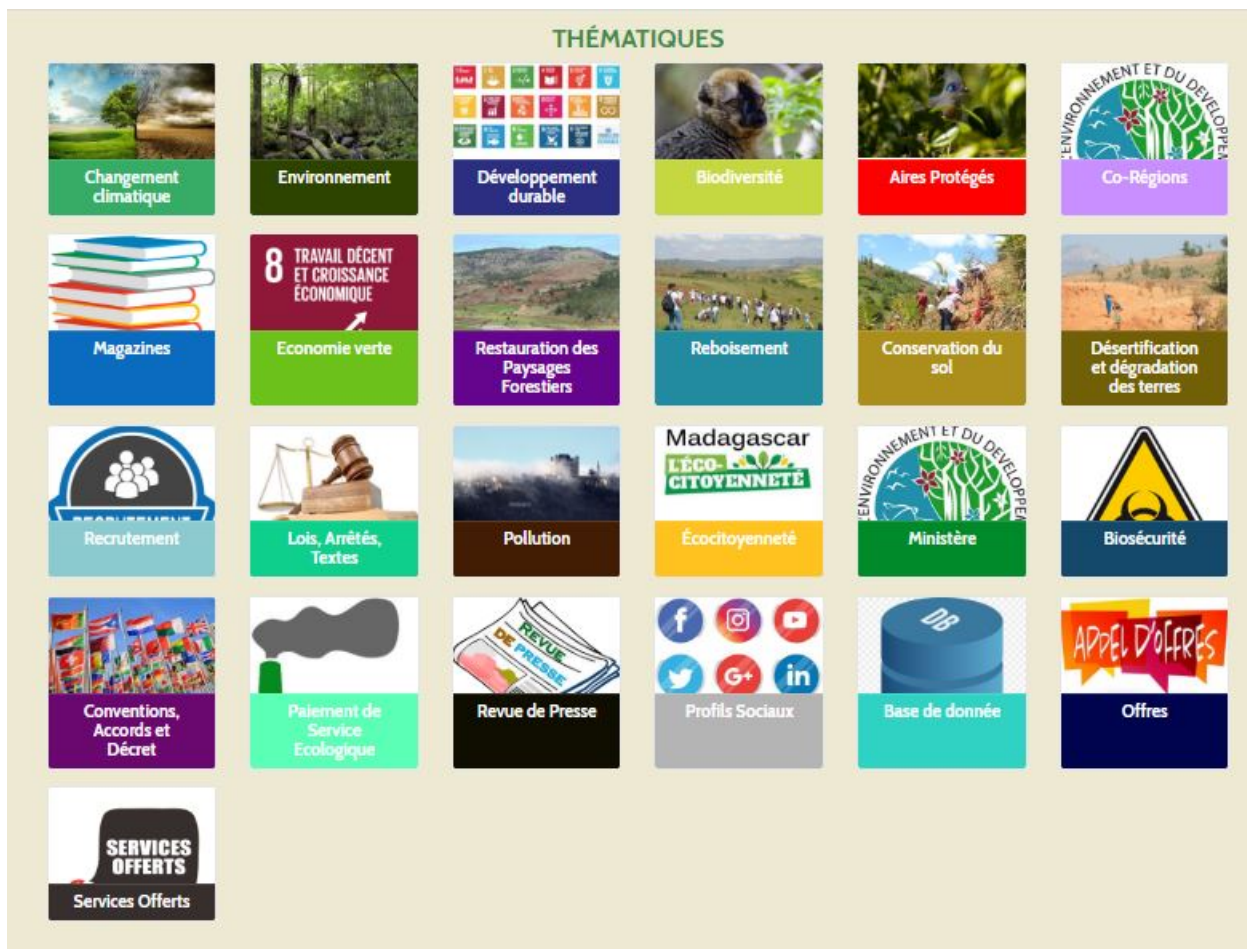 THÉMATIQUES
Changement
climatique
Environnement
Développement
durable
Biodiversité
Aires Protégés
L'ENVIRONNEMENT ET DU DEVELOPPEM
Co-Régions
Magazines
8 TRAVAIL DÉCENT
ET CROISSANCE
ÉCONOMIQUE
Economie verte
Restauration des
Paysages
Forestiers
Reboisement
Conservation du
sol
Désertification
et dégradation
des terres
RECRUTEMENT
Recrutement
Lois, Arrêtés,
Textes
Pollution
Madagascar
L'ÉCO-
CITOYENNETÉ
Écocitoyenneté
ENVIRONNEMENT ET DU DEVELOPPEM
Ministère
Biosécurité
Conventions,
Accords et
Décret
Paiement de
Service
Ecologique
REVUE
DE PRESSE
Revue de Presse
f
G+ in
Profils Sociaux
DB
Base de donnée
APPEL D'OFFRES
Offres
SERVICES
OFFERTS
Services Offerts